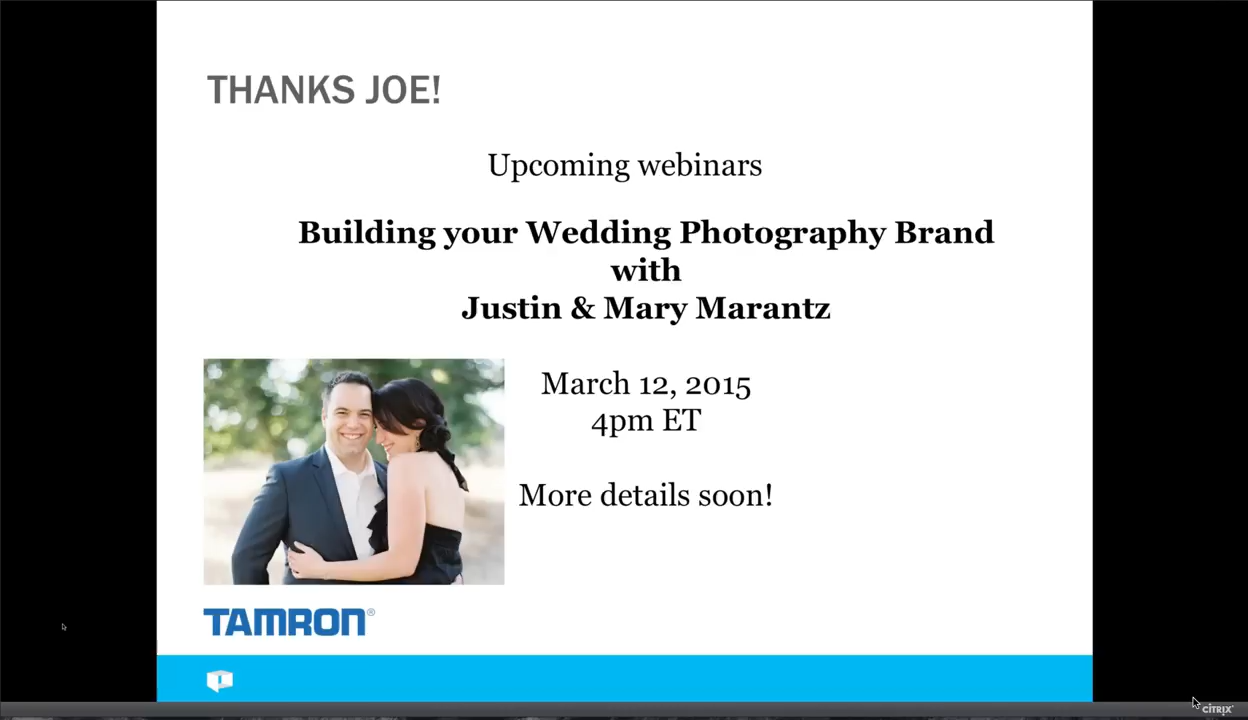 THANKS JOE!
Upcoming webinars
Building your Wedding Photography Brand
with
Justin & Mary Marantz
March 12, 2015
4pm ET
More details soon!
TAMRON®
CITRIX®